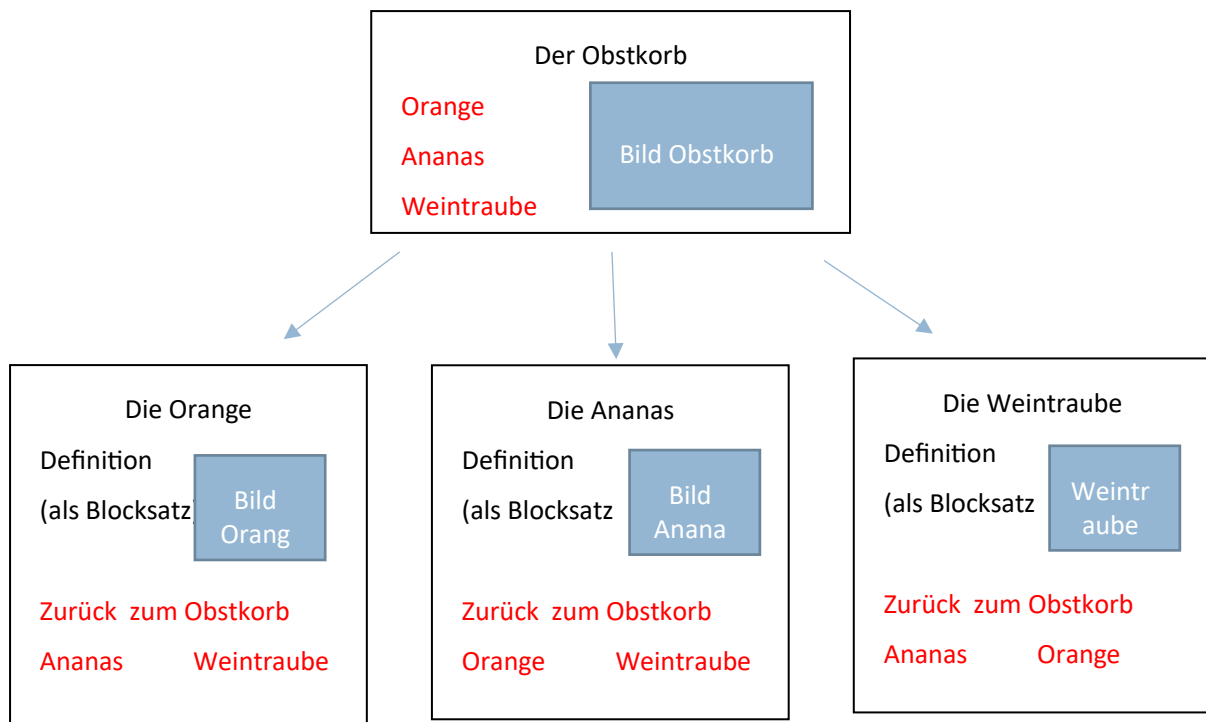 Der Obstkorb
Orange
Ananas
Weintraube
Bild Obstkorb
Die Orange
Definition
(als Blocksatz)
Bild
Orang
Zurück zum Obstkorb
Ananas Weintraube
Die Ananas
Definition
(als Blocksatz
Bild
Anana
Zurück zum Obstkorb
Orange Weintraube
Die Weintraube
Definition
(als Blocksatz
Weintr
aube
Zurück zum Obstkorb
Ananas Orange